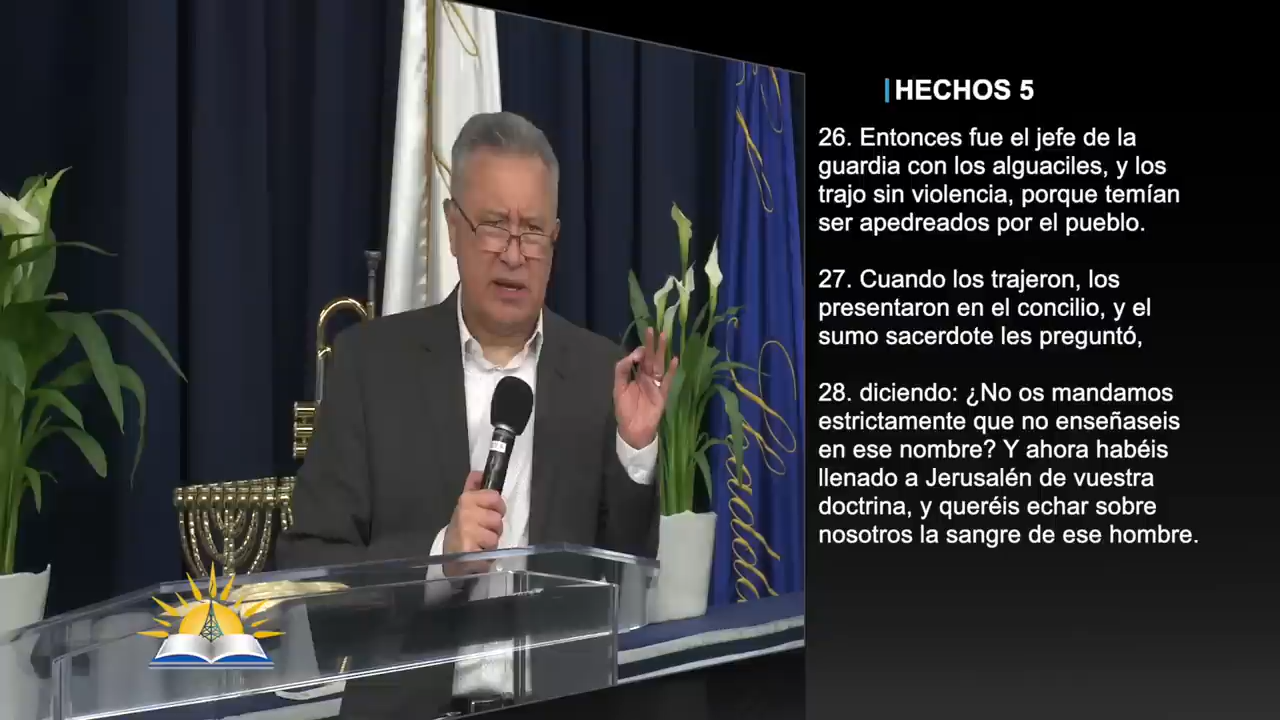 HECHOS 5
26. Entonces fue el jefe de la
guardia con los alguaciles, y los
trajo sin violencia, porque temían
ser apedreados por el pueblo.
27. Cuando los trajeron, los
presentaron en el concilio, y el
sumo sacerdote les preguntó,
28. diciendo: ¿No os mandamos
estrictamente que no enseñaseis
en ese nombre? Y ahora habéis
llenado a Jerusalén de vuestra
doctrina, y queréis echar sobre
nosotros la sangre de ese hombre.